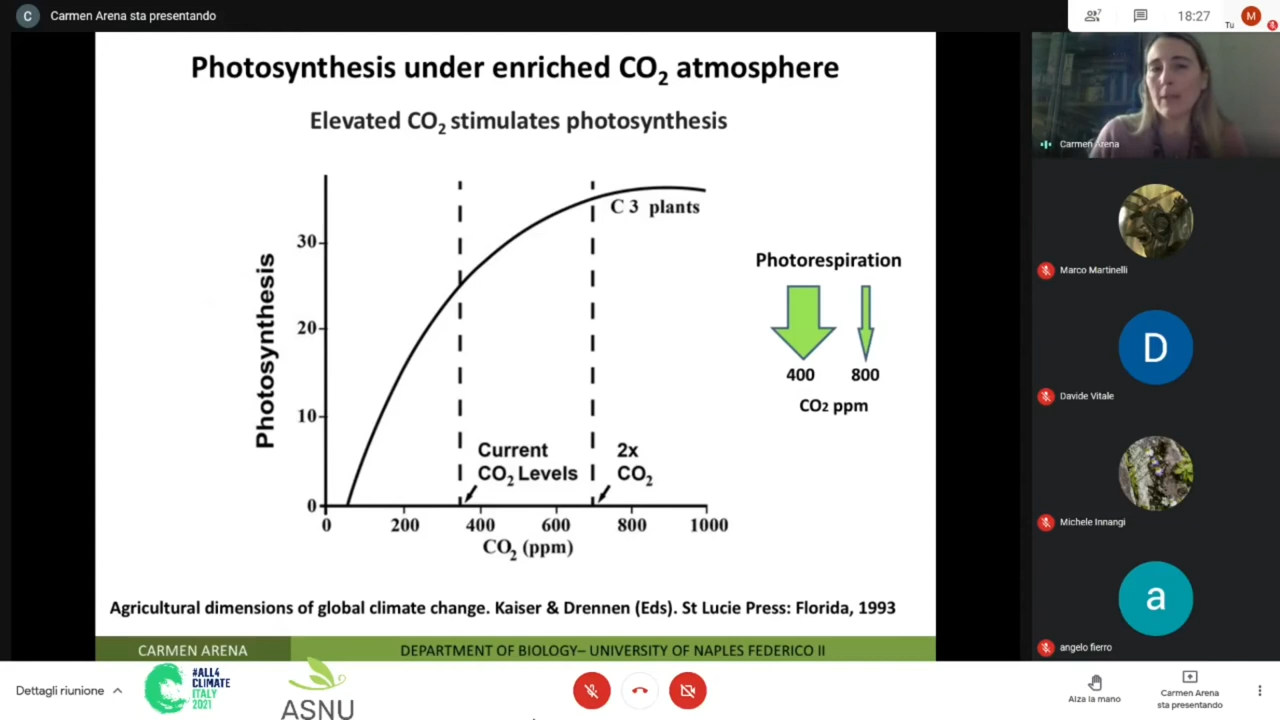 C Carmen Arena sta presentando
7
18:27
Tu
M
Photosynthesis under enriched CO2 atmosphere
Elevated CO2 stimulates photosynthesis
Photosynthesis
30
20
10
0
C 3 plants
Current
CO2 Levels
2x
CO2
0 200 400 600 800 1000
CO2 (ppm)
Photorespiration
400 800
CO2 ppm
Agricultural dimensions of global climate change. Kaiser & Drennen (Eds). St Lucie Press: Florida, 1993
CARMEN ARENA
DEPARTMENT OF BIOLOGY– UNIVERSITY OF NAPLES FEDERICO II
Carmen Arena
Marco Martinelli
D
Davide Vitale
Michele Innangi
a
angelo fierro
Dettagli riunione
#ALL4
CLIMATE
ITALY
2021
ASNU
Alza la mano
Carmen Arena
sta presentando